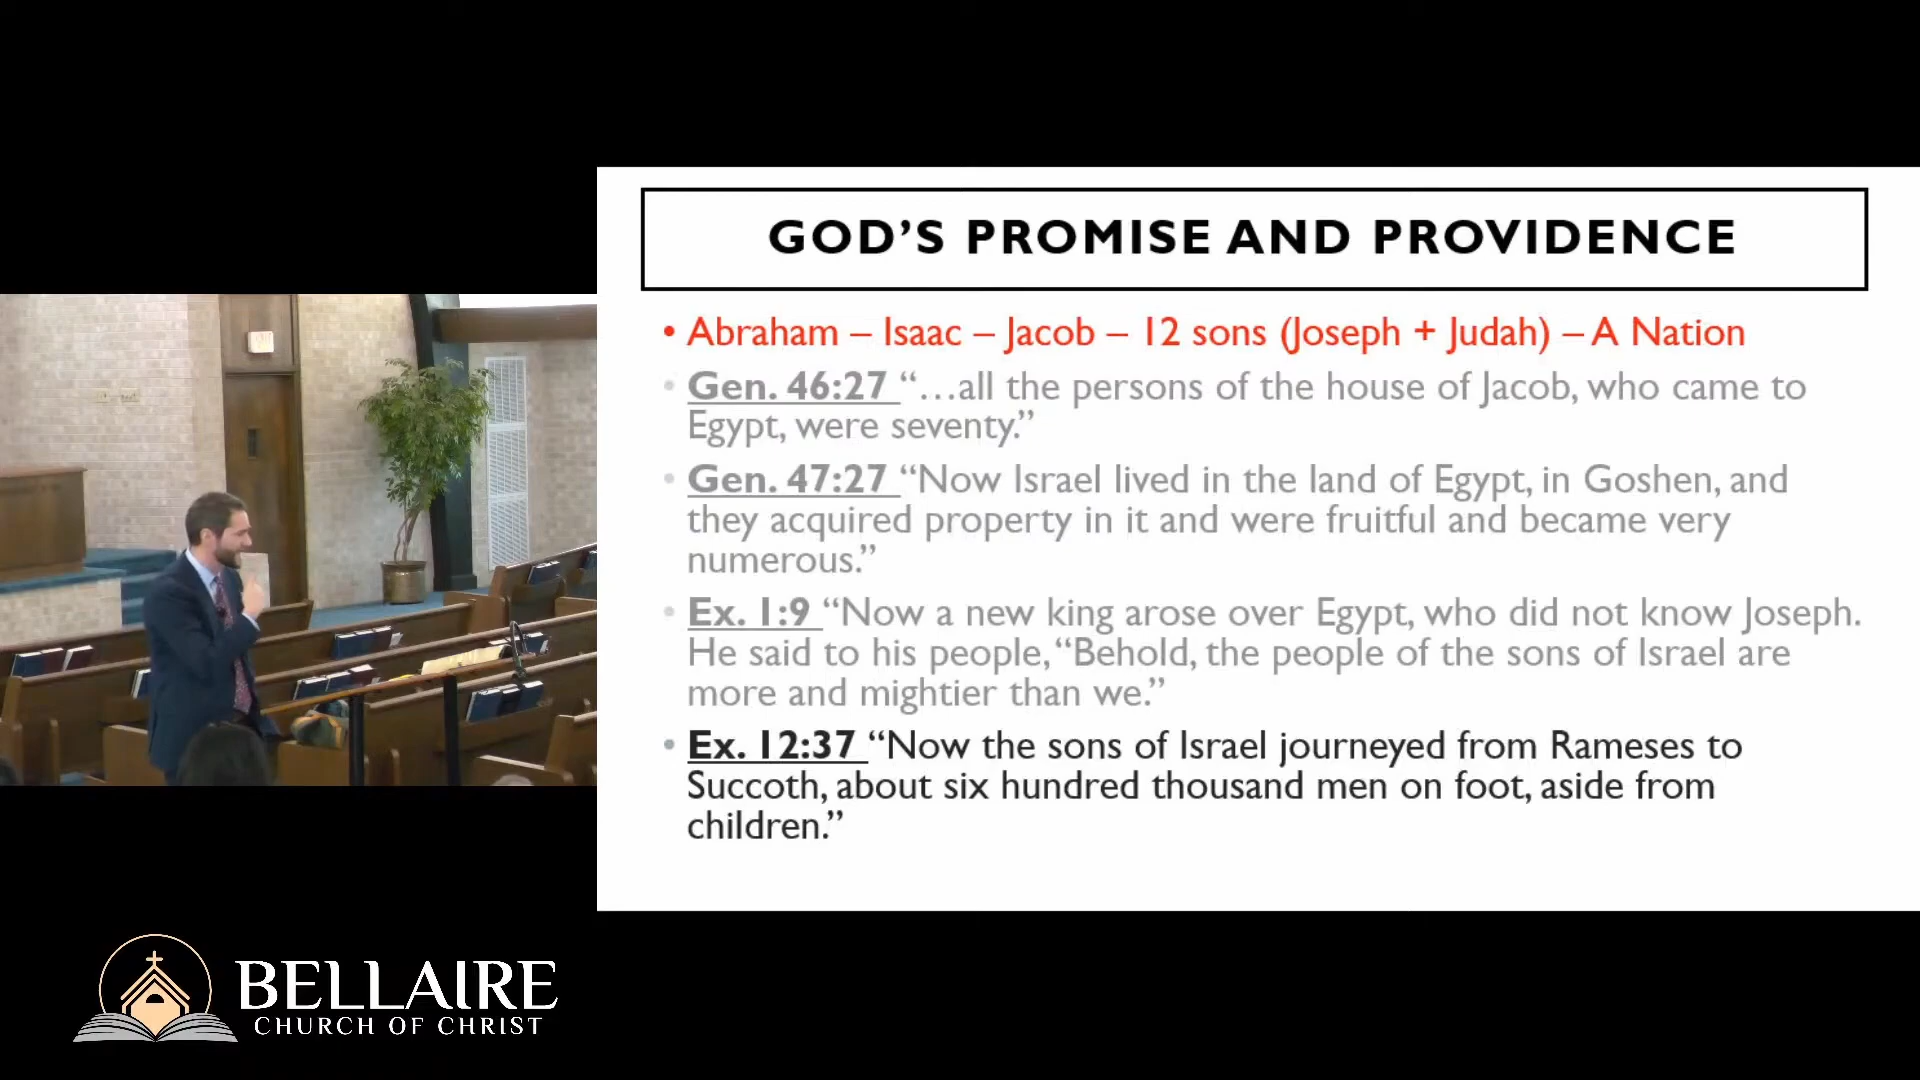 GOD’S PROMISE AND PROVIDENCE
• Abraham – Isaac – Jacob – 12 sons (Joseph + Judah) – A Nation
• Gen. 46:27 “…all the persons of the house of Jacob, who came to
Egypt, were seventy.”
• Gen. 47:27 “Now Israel lived in the land of Egypt, in Goshen, and
they acquired property in it and were fruitful and became very
numerous.”
• Ex. 1:9 “Now a new king arose over Egypt, who did not know Joseph.
He said to his people, “Behold, the people of the sons of Israel are
more and mightier than we.”
• Ex. 12:37 “Now the sons of Israel journeyed from Rameses to
Succoth, about six hundred thousand men on foot, aside from
children.”
BELLAIRE
CHURCH OF CHRIST